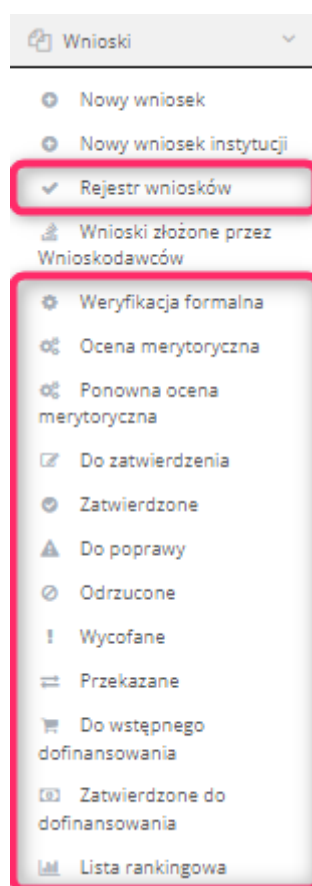 Wnioski
Nowy wniosek
Nowy wniosek instytucji
Rejestr wniosków
Wnioski złożone przez
Wnioskodawców
Weryfikacja formalna
Ocena merytoryczna
Ponowna ocena
merytoryczna
Do zatwierdzenia
Zatwierdzone
Do poprawy
Odrzucone
Wycofane
Przekazane
Do wstępnego
dofinansowania
Zatwierdzone do
dofinansowania
Lista rankingowa